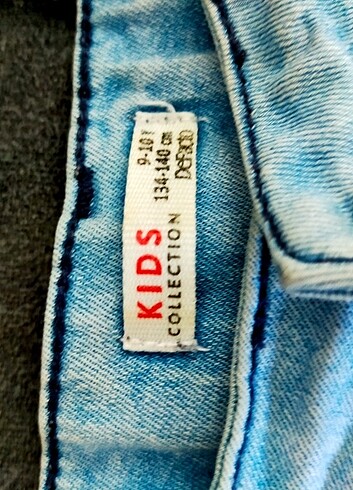 KIDS
COLLECTION
9-10Y
134-140 cm
DeFacto